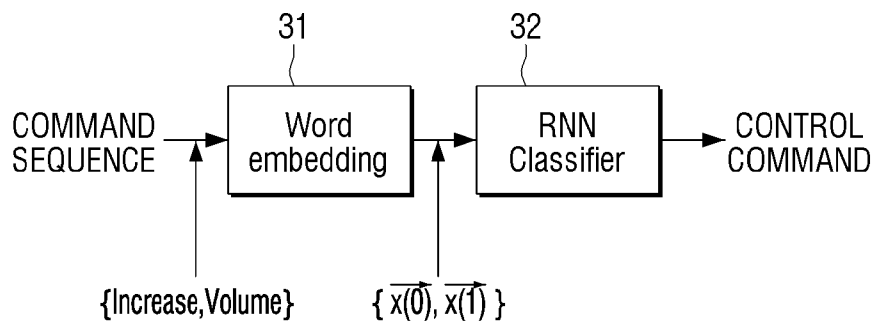 31
32
COMMAND
SEQUENCE
Word
embedding
RNN
Classifier
CONTROL
COMMAND
{Increase,Volume}
{ x(0), x(1) }